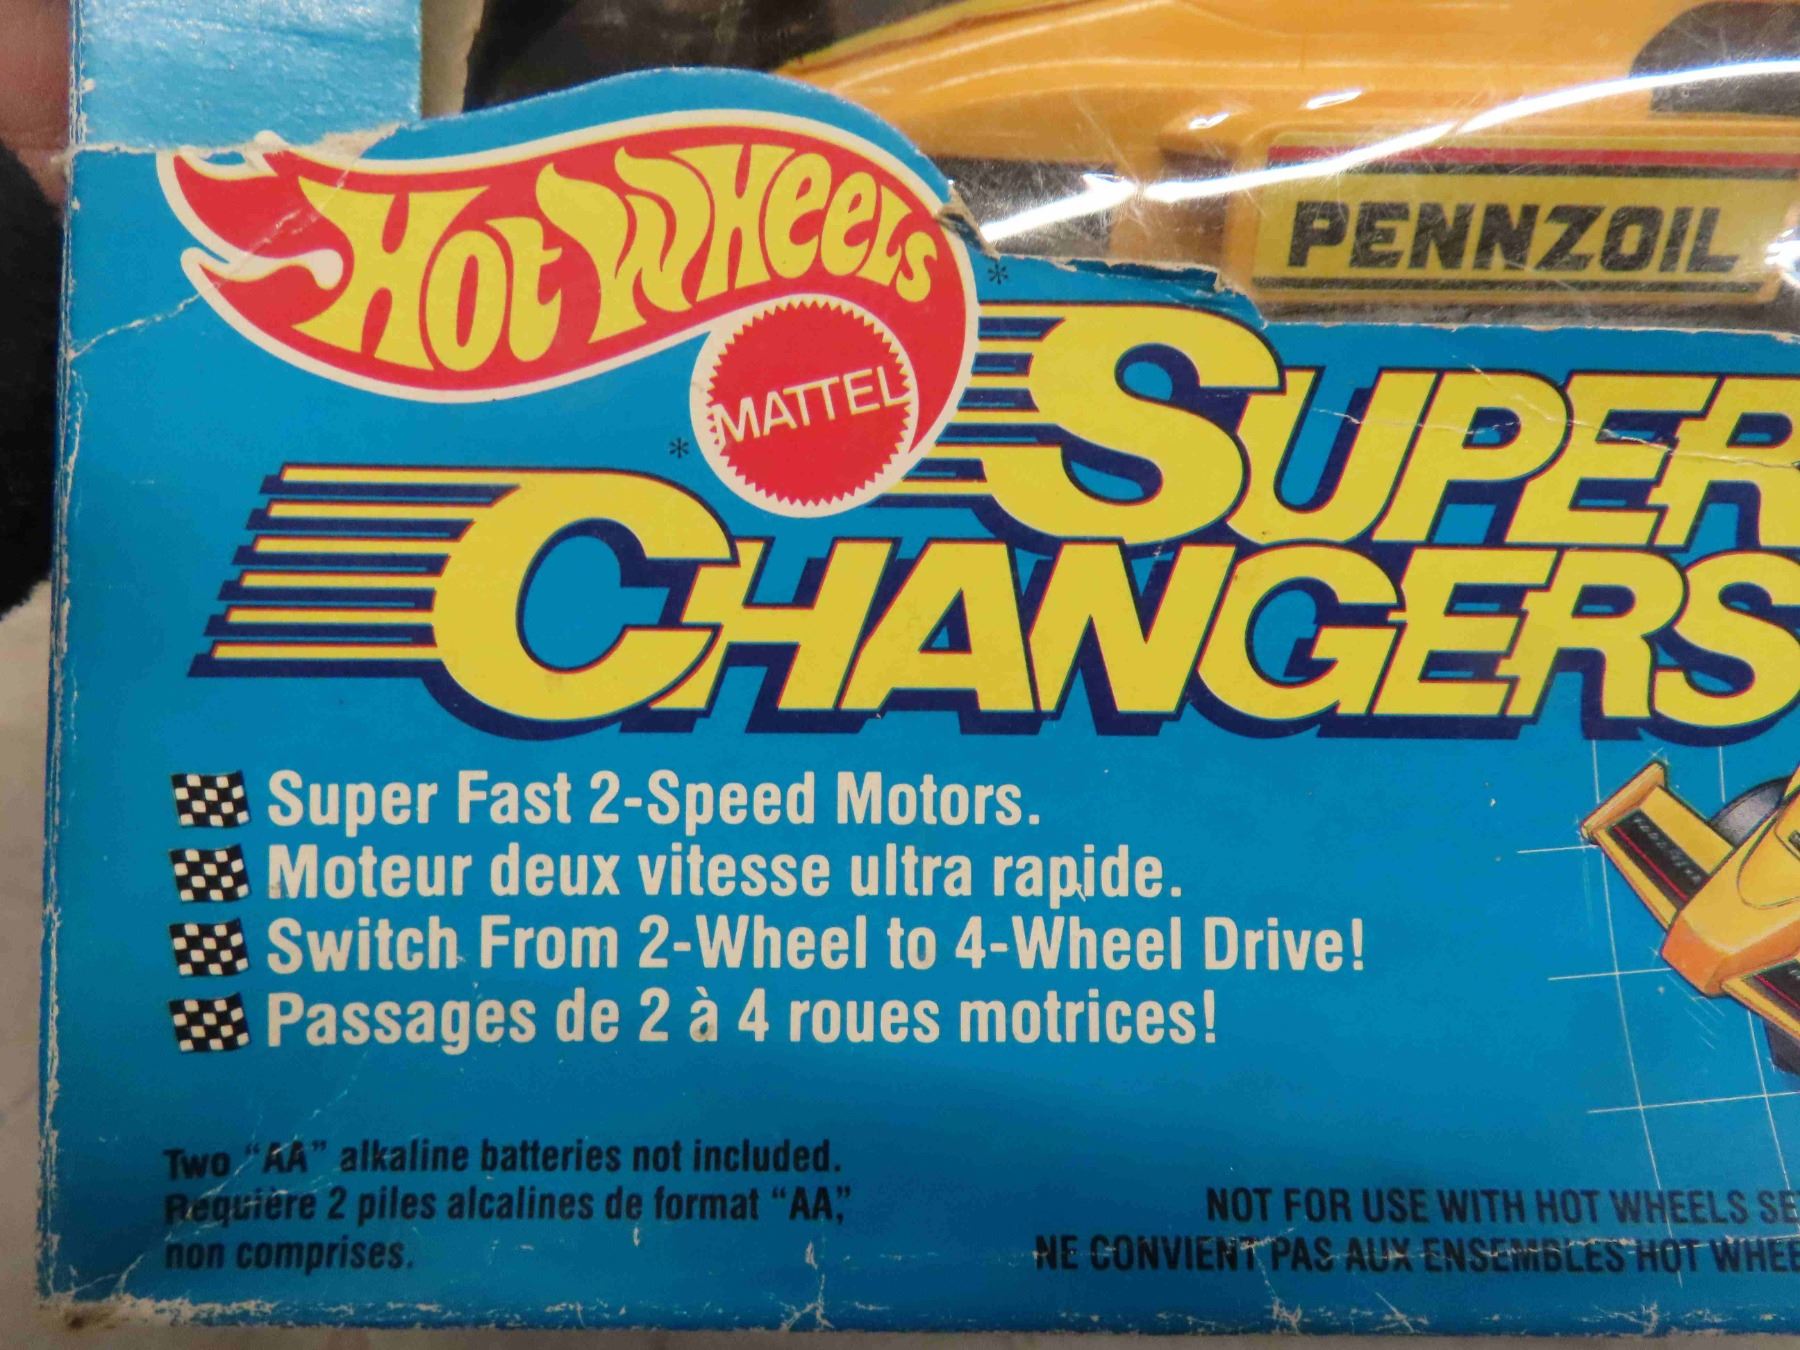 HOT WHEELS
MATTEL
PENNZOIL
SUPER
CHANGERS
Super Fast 2-Speed Motors.
Moteur deux vitesse ultra rapide.
Switch From 2-Wheel to 4-Wheel Drive!
Passages de 2 à 4 roues motrices!
Two “AA” alkaline batteries not included.
Requière 2 piles alcalines de format “AA,”
non comprises.
NOT FOR USE WITH HOT WHEELS
NE CONVIENT PAS AUX ENSEMBLES HOT